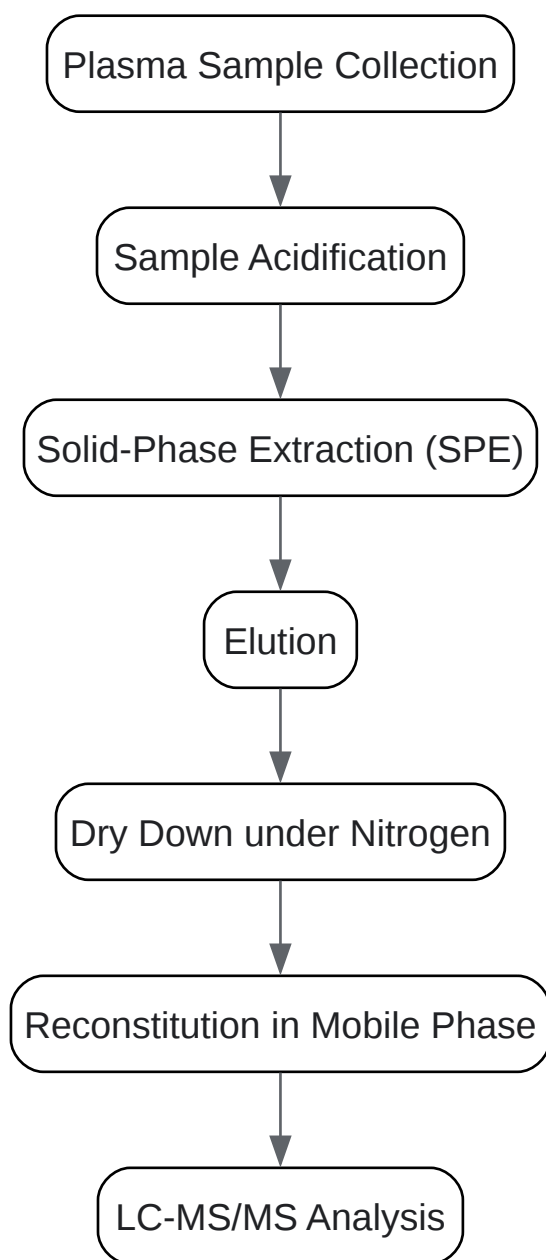 Plasma Sample Collection
Sample Acidification
Solid-Phase Extraction (SPE)
Elution
Dry Down under Nitrogen
Reconstitution in Mobile Phase
LC-MS/MS Analysis